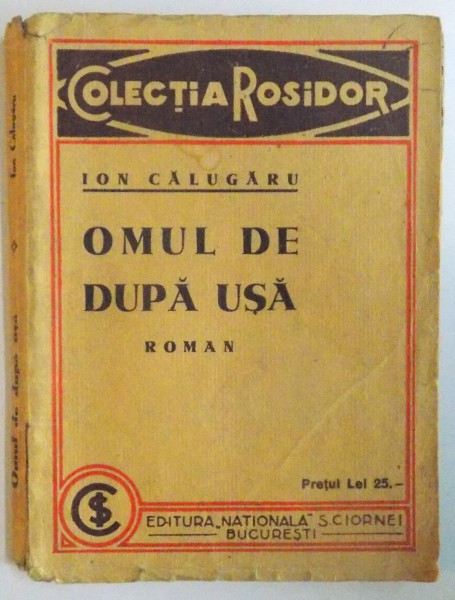 COLECȚIA ROSIDOR
ION CĂLUGĂRU
OMUL DE
DUPĂ UȘĂ
ROMAN
Prețul Lei 25.—
CS
EDITURA „NAȚIONALA” S. CIORNEI
BUCUREȘTI
Omul de după ușă
Ion Călugăru